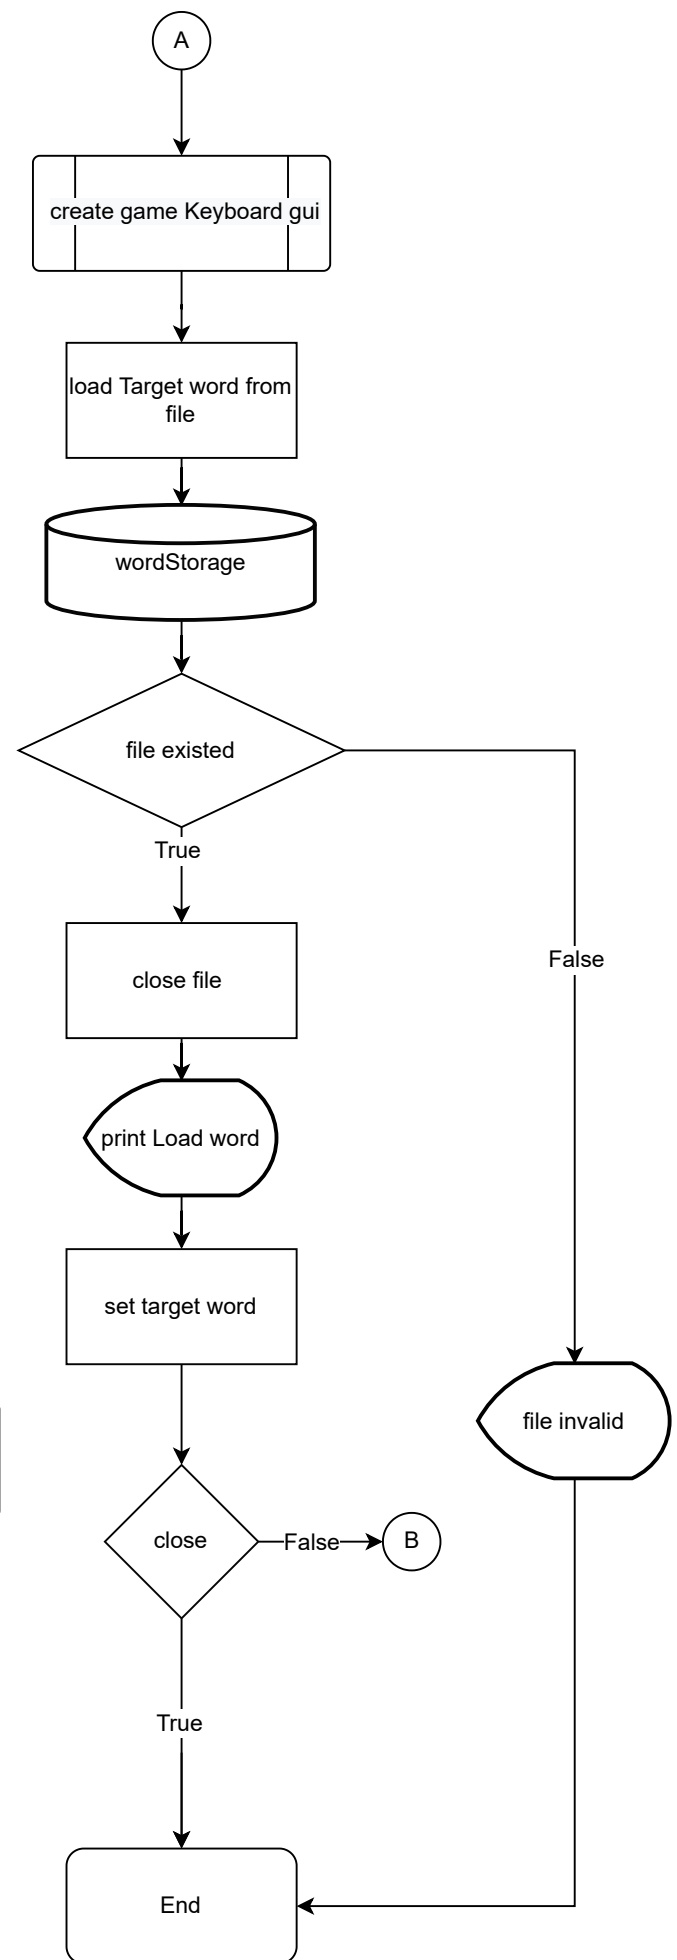 A
create game Keyboard gui
load Target word from
file
wordStorage
file existed
True
False
close file
print Load word
set target word
file invalid
close
False
B
True
End